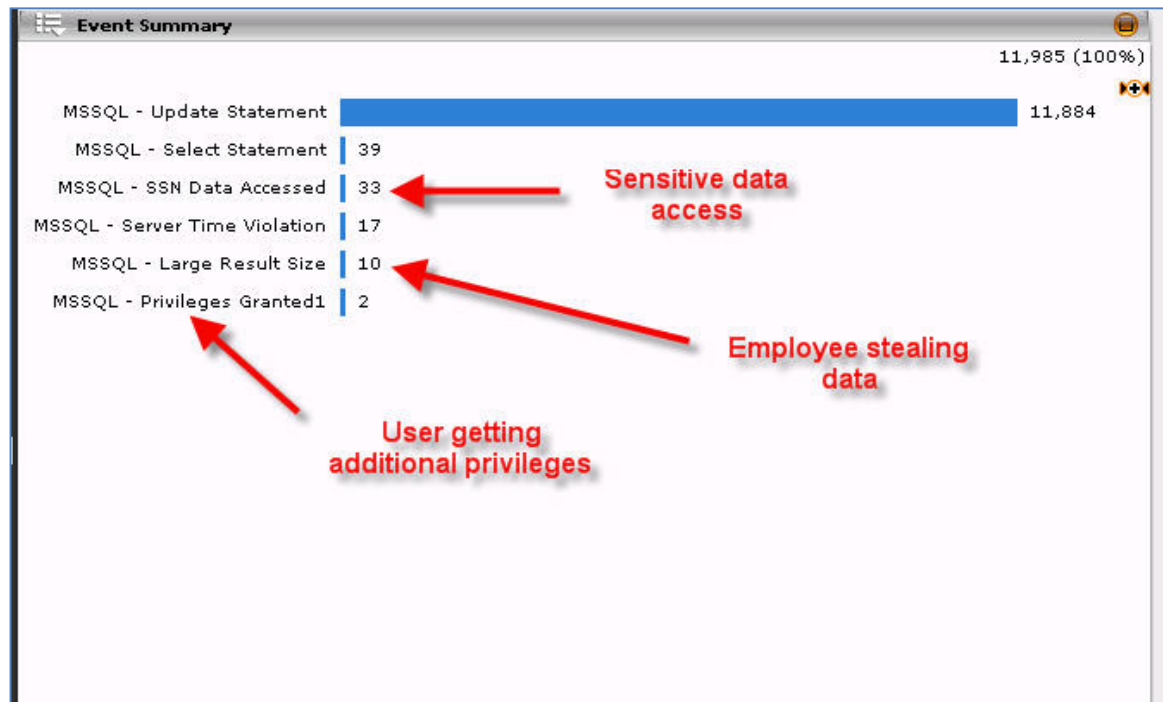 Event Summary
11,985 (100%)
MSSQL - Update Statement 11,884
MSSQL - Select Statement 39
MSSQL - SSN Data Accessed 33
Sensitive data
access
MSSQL - Server Time Violation 17
MSSQL - Large Result Size 10
MSSQL - Privileges Granted1 2
Employee stealing
data
User getting
additional privileges